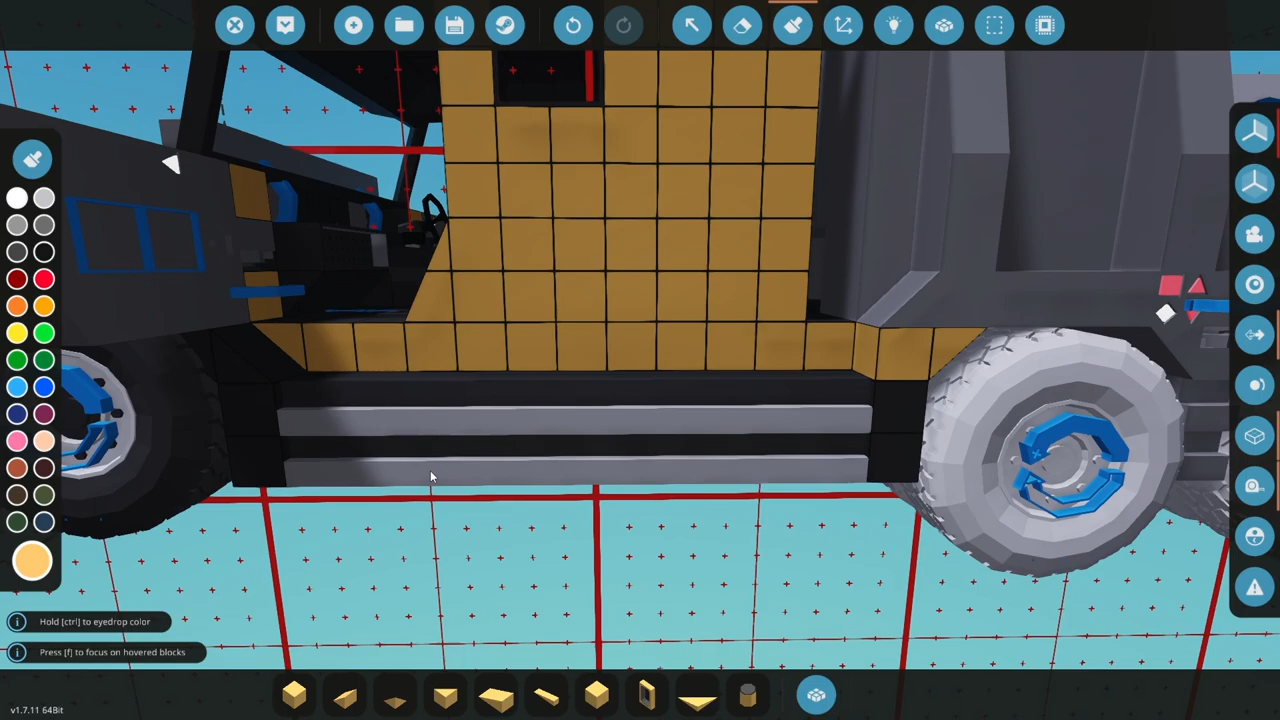 Hold [ctrl] to eyedrop color
Press [f] to focus on hovered blocks
v1.7.11 64Bit